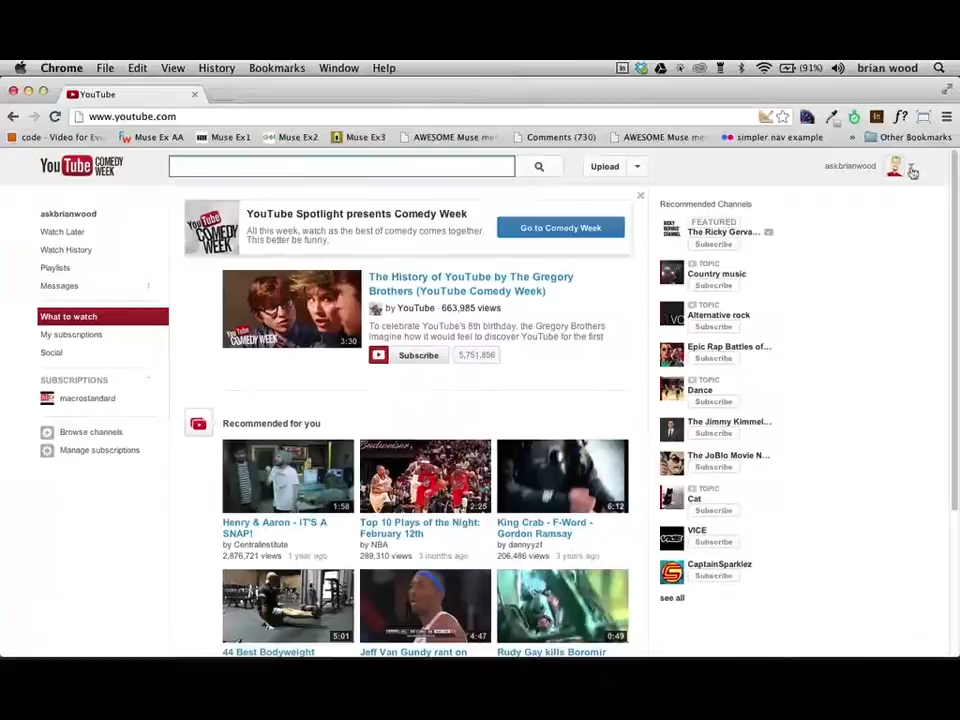 Chrome File Edit View History Bookmarks Window Help (91%) brian wood
YouTube
www.youtube.com
code - Video for Eve Muse Ex AA Muse Ex1 Muse Ex2 Muse Ex3 AWESOME Muse me Comments (730) AWESOME Muse me simpler nav example » Other Bookmarks
YouTube COMEDY WEEK Upload askbrianwood
askbrianwood
Watch Later
Watch History
Playlists
Messages 1
What to watch
My subscriptions
Social
SUBSCRIPTIONS
macrostandard
Browse channels
Manage subscriptions
YouTube COMEDY WEEK
YouTube Spotlight presents Comedy Week
All this week, watch as the best of comedy comes together.
This better be funny.
Go to Comedy Week
YouTube COMEDY WEEK
3:30
The History of YouTube by The Gregory
Brothers (YouTube Comedy Week)
by YouTube · 663,985 views
To celebrate YouTube's 8th birthday, the Gregory Brothers
imagine how it would feel to discover YouTube for the first
Subscribe 5,751,856
Recommended for you
1:58
Henry & Aaron - IT'S A
SNAP!
by CentralInstitute
2,876,721 views 1 year ago
Budweiser
2:25
Top 10 Plays of the Night:
February 12th
by NBA
289,310 views 3 months ago
6:12
King Crab - F-Word -
Gordon Ramsay
by dannyzf
206,486 views 3 years ago
5:01
44 Best Bodyweight
4:47
Jeff Van Gundy rant on
0:49
Rudy Gay kills Boromir
Recommended Channels
FEATURED
The Ricky Gerva...
Subscribe
TOPIC
Country music
Subscribe
TOPIC
Alternative rock
Subscribe
Epic Rap Battles of...
Subscribe
TOPIC
Dance
Subscribe
The Jimmy Kimmel...
Subscribe
The JoBlo Movie N...
Subscribe
TOPIC
Cat
Subscribe
VICE
VICE
Subscribe
CaptainSparklez
Subscribe
see all